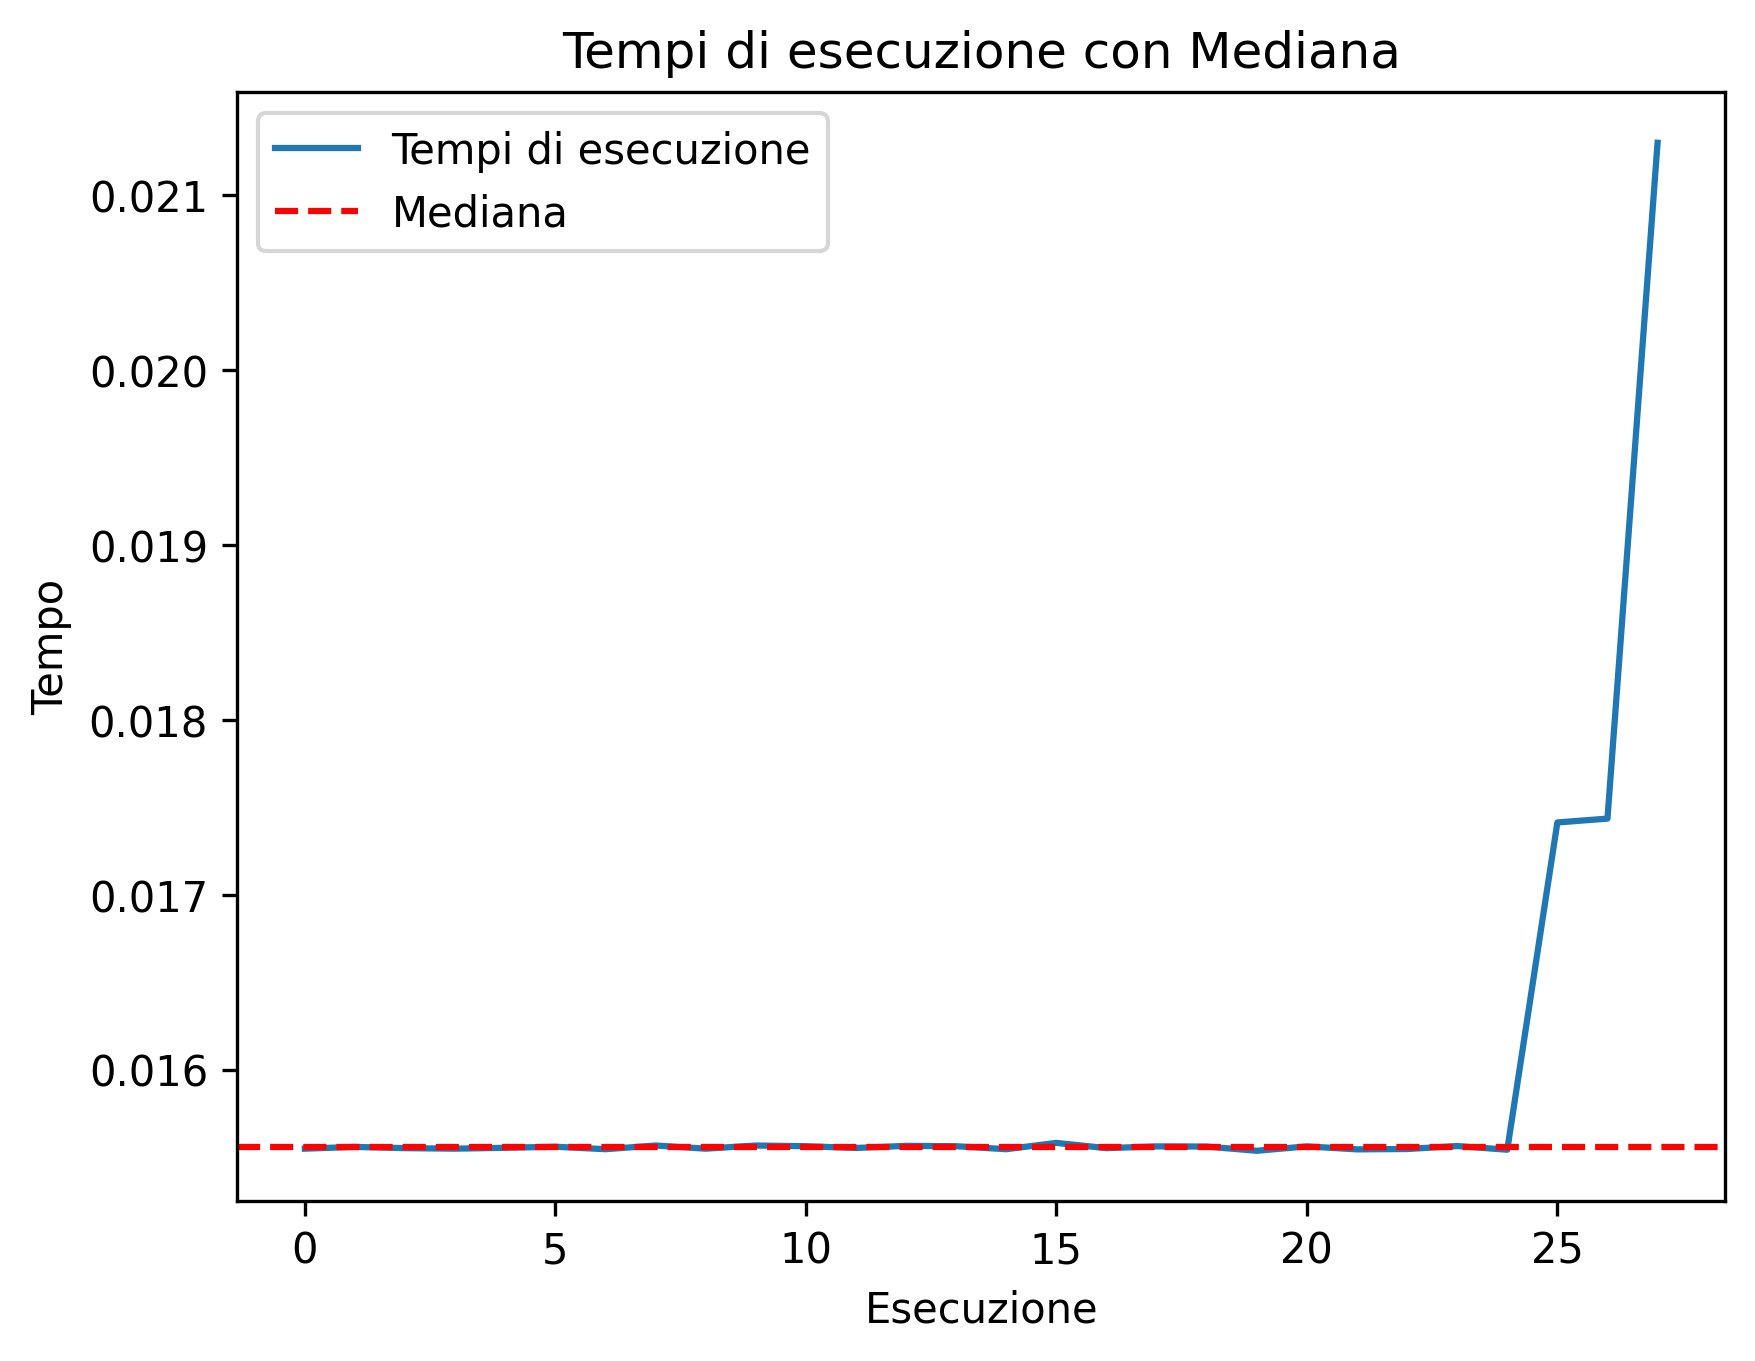 Tempi di esecuzione con Mediana
Tempi di esecuzione
Mediana
Tempo
0.021
0.020
0.019
0.018
0.017
0.016
0 5 10 15 20 25
Esecuzione